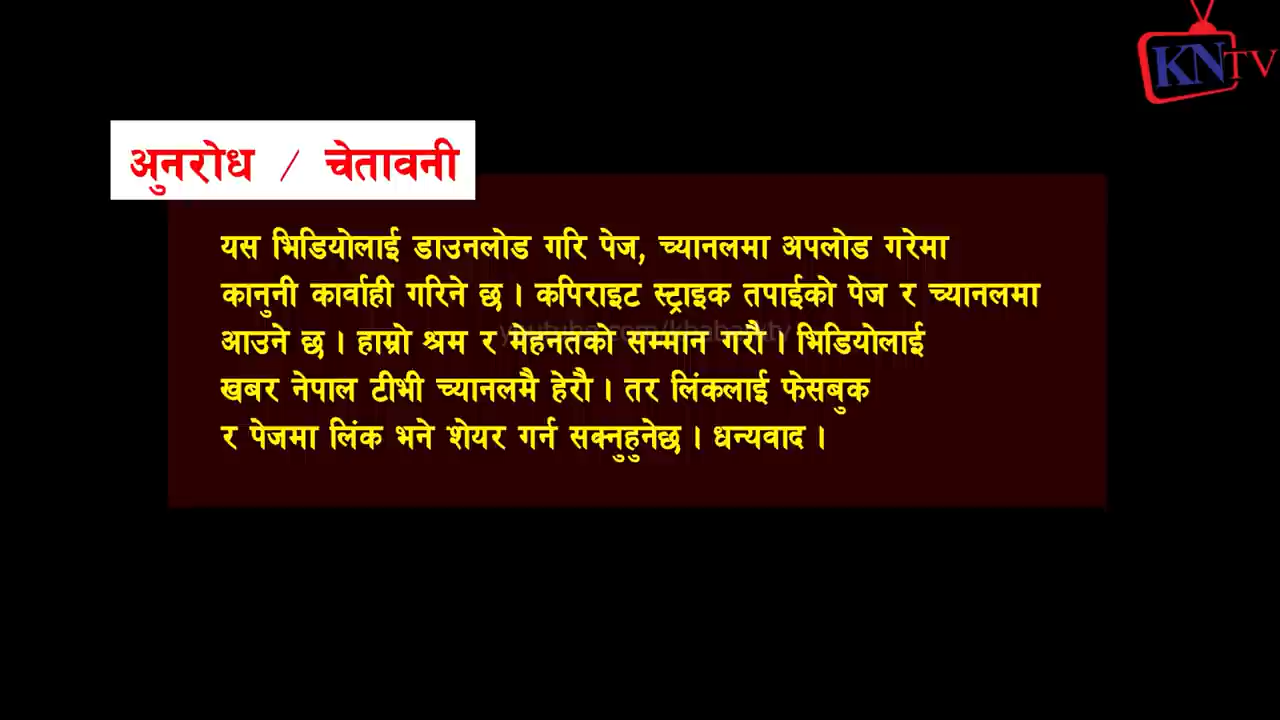 KNTV
अुनरोध / चेतावनी
यस भिडियोलाई डाउनलोड गरि पेज, च्यानलमा अपलोड गरेमा
कानुनी कार्वाही गरिने छ । कपिराइट स्ट्राइक तपाईको पेज र च्यानलमा
आउने छ । हाम्रो श्रम र मेहनतको सम्मान गरौ । भिडियोलाई
खबर नेपाल टीभी च्यानलमै हेरौ । तर लिंकलाई फेसबुक
र पेजमा लिंक भने शेयर गर्न सक्नुहुनेछ । धन्यवाद ।